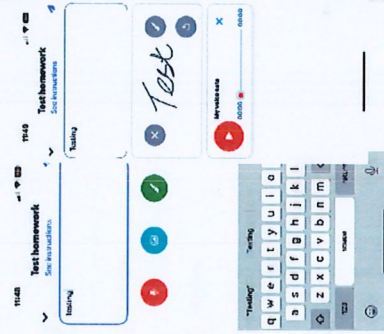 11:48
Test homework
See instructions
Testing
"Testing"
Testing
q w e r t y u i o
a s d f g h j k
z x c v b n m
123
space
11:49
Test homework
See instructions
Testing
Test
My voice note
00:00
00:00